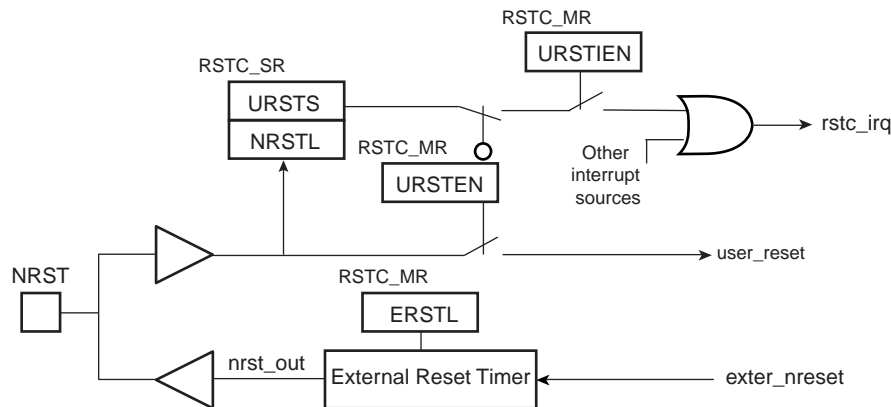 RSTC_MR
URSTIEN
RSTC_SR
URSTS
NRSTL
rstc_irq
RSTC_MR
Other
interrupt
sources
URSTEN
user_reset
NRST
RSTC_MR
ERSTL
nrst_out
External Reset Timer
exter_nreset